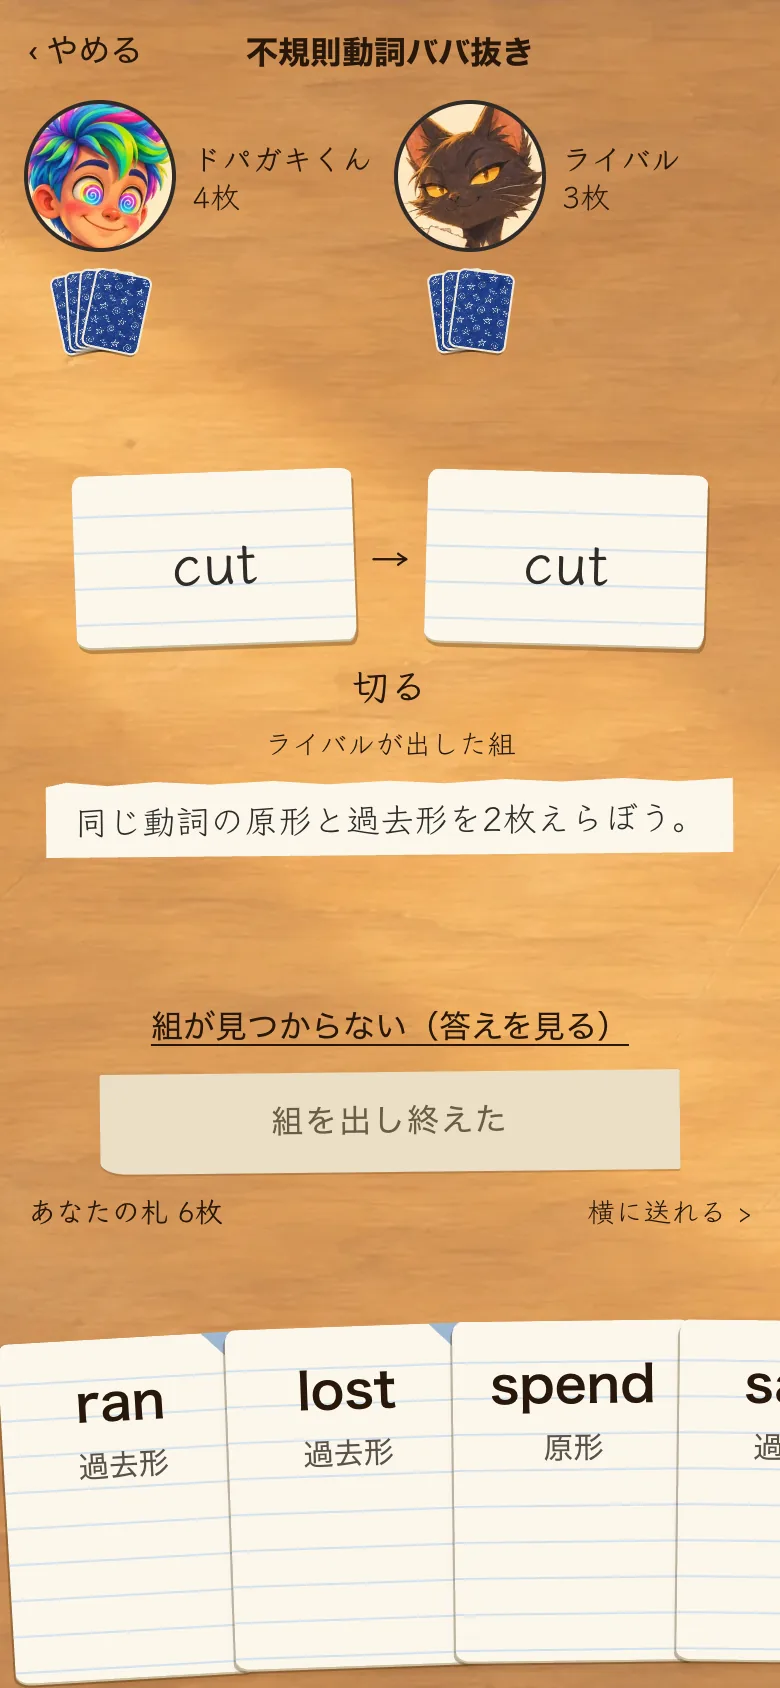 ‹ やめる
不規則動詞ババ抜き
ドパガキくん
4枚
ライバル
3枚
cut → cut
切る
ライバルが出した組
同じ動詞の原形と過去形を2枚えらぼう。
組が見つからない（答えを見る）
組を出し終えた
あなたの札 6枚
横に送れる >
ran
過去形
lost
過去形
spend
原形